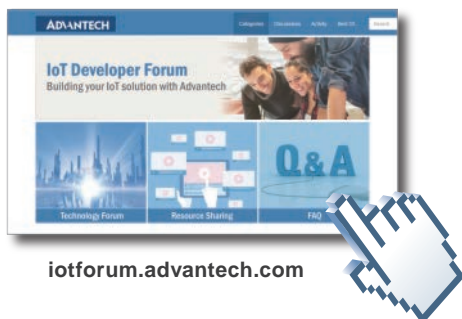 ADVANTECH
Categories Discussions Activity Best Of... Search
IoT Developer Forum
Building your IoT solution with Advantech
Q&A
Technology Forum Resource Sharing FAQ
iotforum.advantech.com